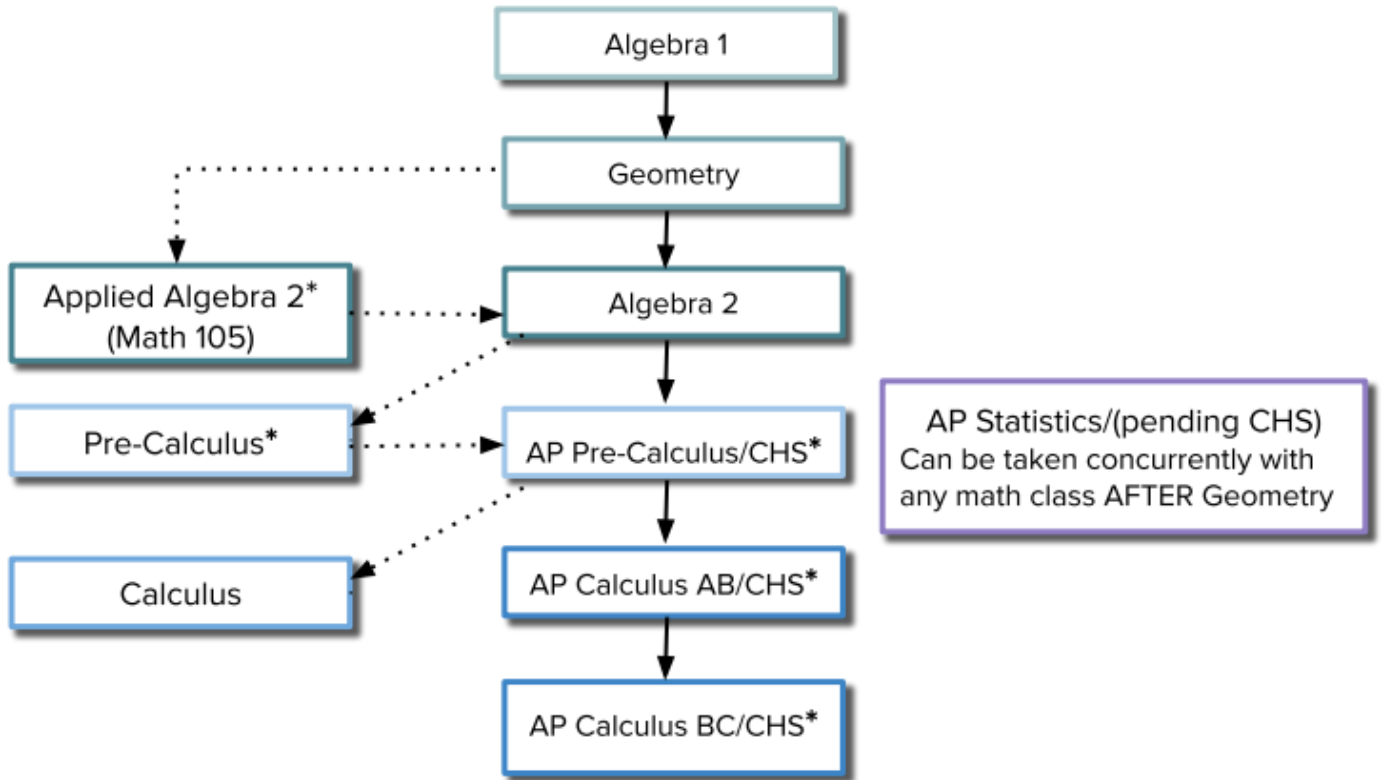 Algebra 1
Geometry
Applied Algebra 2*
(Math 105)
Algebra 2
Pre-Calculus*
AP Pre-Calculus/CHS*
AP Statistics/(pending CHS)
Can be taken concurrently with
any math class AFTER Geometry
Calculus
AP Calculus AB/CHS*
AP Calculus BC/CHS*